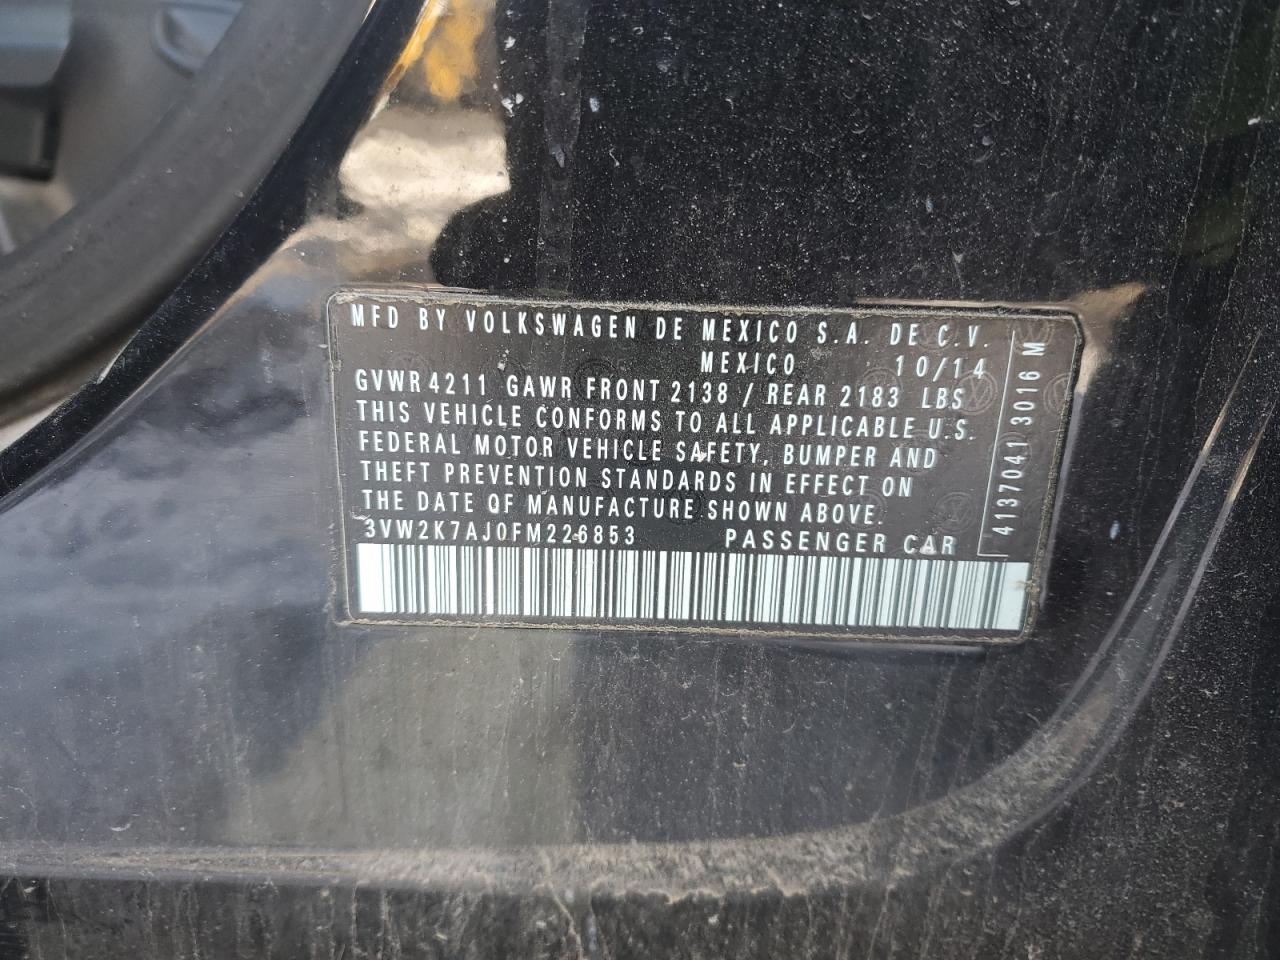 MFD BY VOLKSWAGEN DE MEXICO S.A. DE C.V.
MEXICO 10/14
GVWR 4211 GAWR FRONT 2138 / REAR 2183 LBS
THIS VEHICLE CONFORMS TO ALL APPLICABLE U.S.
FEDERAL MOTOR VEHICLE SAFETY, BUMPER AND
THEFT PREVENTION STANDARDS IN EFFECT ON
THE DATE OF MANUFACTURE SHOWN ABOVE.
3VW2K7AJ0FM226853 PASSENGER CAR
4137041 3016 M